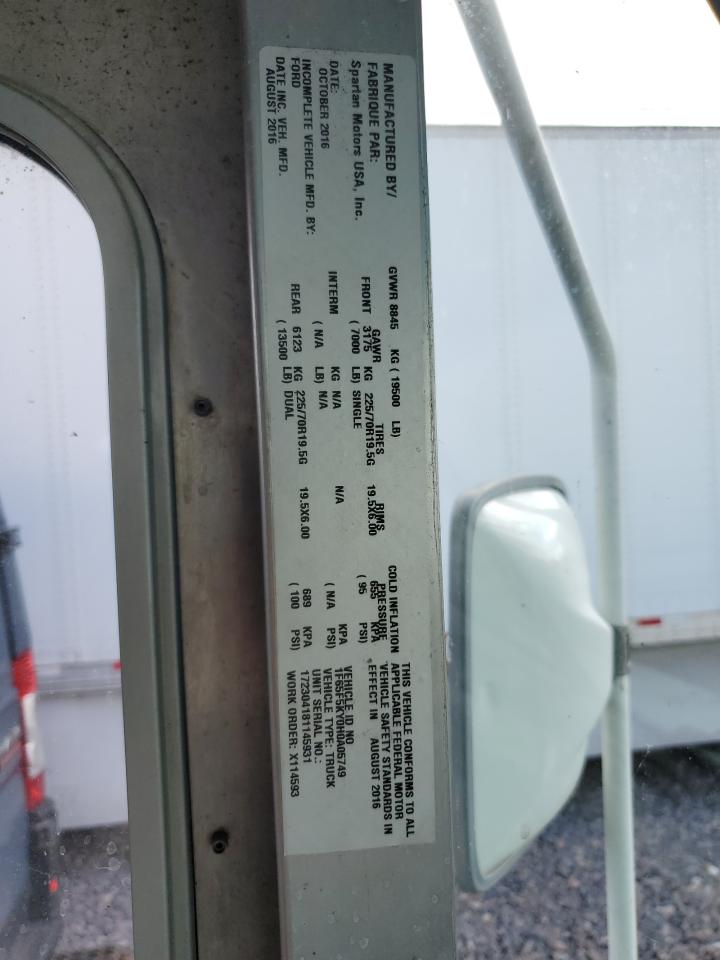 MANUFACTURED BY/
FABRIQUE PAR:
Spartan Motors USA, Inc.
DATE:
OCTOBER 2016
INCOMPLETE VEHICLE MFD. BY:
FORD
DATE INC. VEH. MFD.
AUGUST 2016
GVWR 8845 KG ( 19500 LB)
GAWR TIRES RIMS COLD INFLATION PRESSURE
FRONT 3175 KG 225/70R19.5G 19.5X6.00 655 KPA
( 7000 LB) SINGLE ( 95 PSI)
INTERM KG N/A N/A KPA
( N/A LB) N/A ( N/A PSI)
REAR 6123 KG 225/70R19.5G 19.5X6.00 689 KPA
( 13500 LB) DUAL ( 100 PSI)
THIS VEHICLE CONFORMS TO ALL
APPLICABLE FEDERAL MOTOR
VEHICLE SAFETY STANDARDS IN
EFFECT IN AUGUST 2016
VEHICLE ID NO
1F65F5KY0H0A05749
VEHICLE TYPE: TRUCK
UNIT SERIAL NO.:
172304181145931
WORK ORDER: X114593